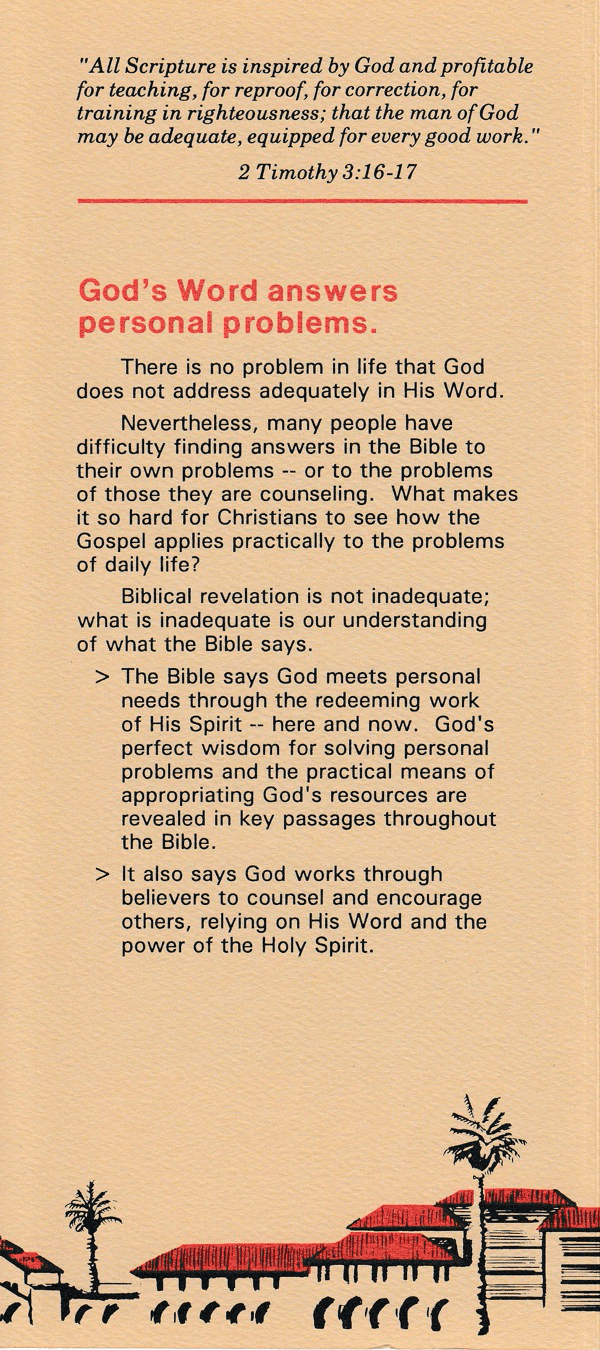 "All Scripture is inspired by God and profitable
for teaching, for reproof, for correction, for
training in righteousness; that the man of God
may be adequate, equipped for every good work."
2 Timothy 3:16-17
God's Word answers
personal problems.
There is no problem in life that God
does not address adequately in His Word.
Nevertheless, many people have
difficulty finding answers in the Bible to
their own problems -- or to the problems
of those they are counseling.  What makes
it so hard for Christians to see how the
Gospel applies practically to the problems
of daily life?
Biblical revelation is not inadequate;
what is inadequate is our understanding
of what the Bible says.
> The Bible says God meets personal
needs through the redeeming work
of His Spirit -- here and now.  God's
perfect wisdom for solving personal
problems and the practical means of
appropriating God's resources are
revealed in key passages throughout
the Bible.
> It also says God works through
believers to counsel and encourage
others, relying on His Word and the
power of the Holy Spirit.